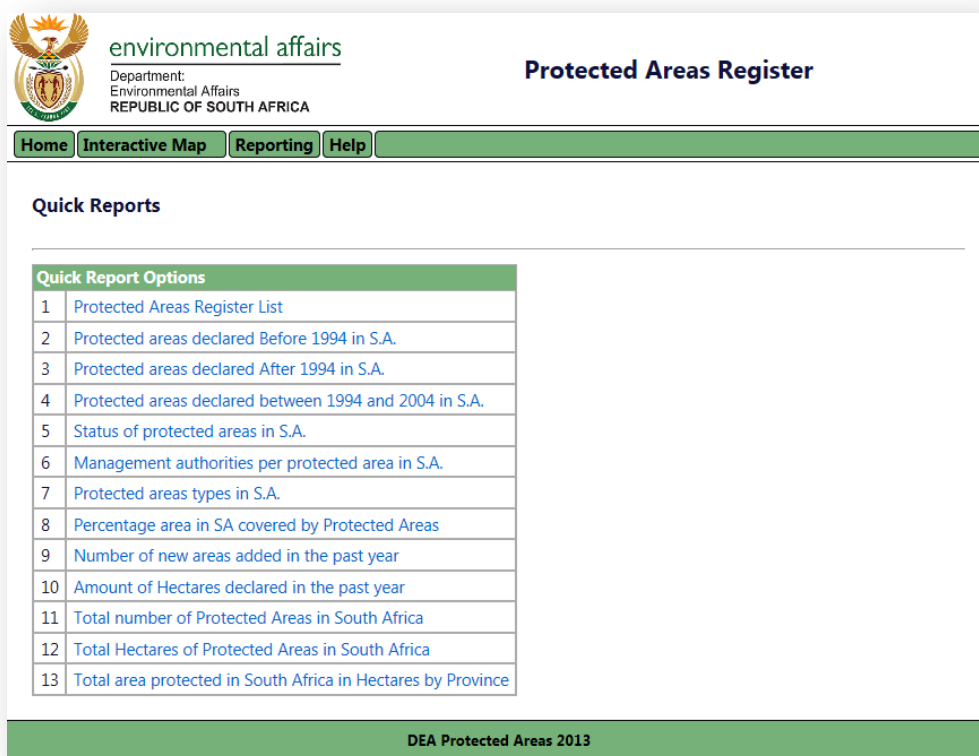 environmental affairs
Department:
Environmental Affairs
REPUBLIC OF SOUTH AFRICA
Protected Areas Register
Home Interactive Map Reporting Help
Quick Reports
Quick Report Options
1 Protected Areas Register List
2 Protected areas declared Before 1994 in S.A.
3 Protected areas declared After 1994 in S.A.
4 Protected areas declared between 1994 and 2004 in S.A.
5 Status of protected areas in S.A.
6 Management authorities per protected area in S.A.
7 Protected areas types in S.A.
8 Percentage area in SA covered by Protected Areas
9 Number of new areas added in the past year
10 Amount of Hectares declared in the past year
11 Total number of Protected Areas in South Africa
12 Total Hectares of Protected Areas in South Africa
13 Total area protected in South Africa in Hectares by Province
DEA Protected Areas 2013